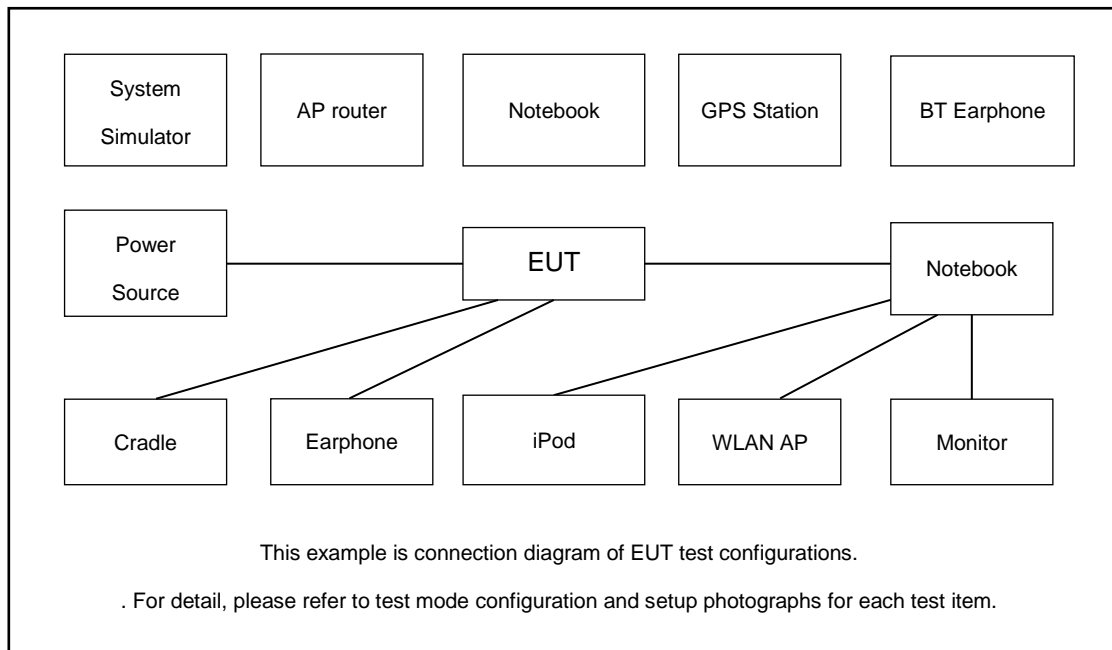 System
Simulator
AP router
Notebook
GPS Station
BT Earphone
Power
Source
EUT
Notebook
Cradle
Earphone
iPod
WLAN AP
Monitor
This example is connection diagram of EUT test configurations.
. For detail, please refer to test mode configuration and setup photographs for each test item.